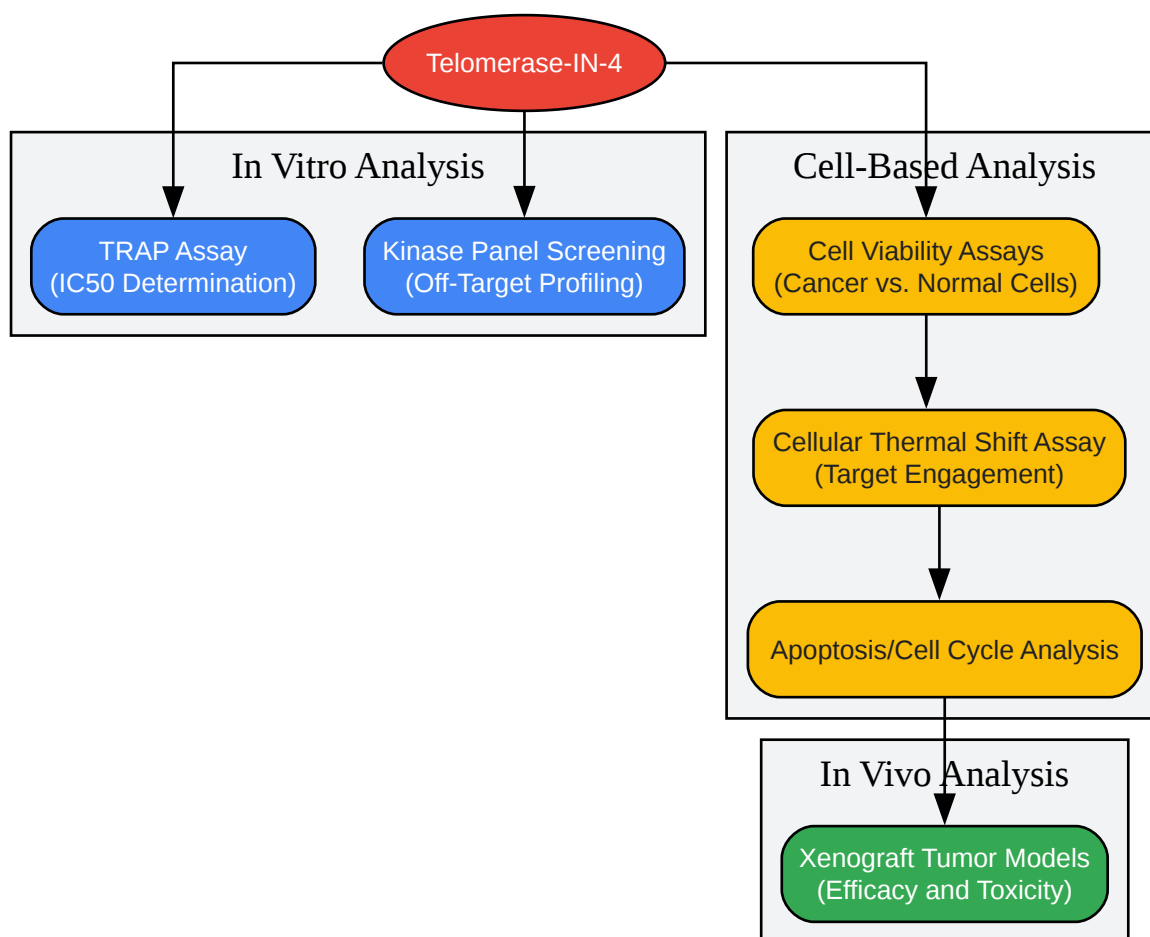 Telomerase-IN-4
In Vitro Analysis
TRAP Assay
(IC50 Determination)
Kinase Panel Screening
(Off-Target Profiling)
Cell-Based Analysis
Cell Viability Assays
(Cancer vs. Normal Cells)
Cellular Thermal Shift Assay
(Target Engagement)
Apoptosis/Cell Cycle Analysis
In Vivo Analysis
Xenograft Tumor Models
(Efficacy and Toxicity)